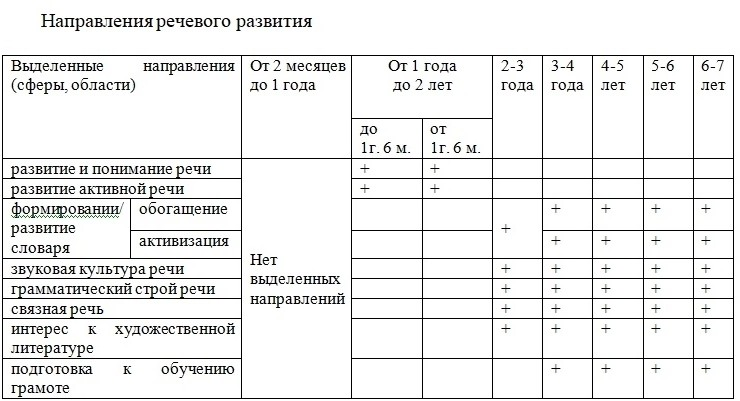 Направления речевого развития
Выделенные направления (сферы, области) | От 2 месяцев до 1 года | От 1 года до 2 лет | 2-3 года | 3-4 года | 4-5 лет | 5-6 лет | 6-7 лет
до 1г. 6 м. | от 1г. 6 м.
развитие и понимание речи | Нет выделенных направлений | + | +
развитие активной речи | + | +
формировании/ развитие словаря | обогащение | + | + | + | + | +
активизация | + | + | + | +
звуковая культура речи | + | + | + | + | +
грамматический строй речи | + | + | + | + | +
связная речь | + | + | + | + | +
интерес к художественной литературе | + | + | + | + | +
подготовка к обучению грамоте | + | + | + | +